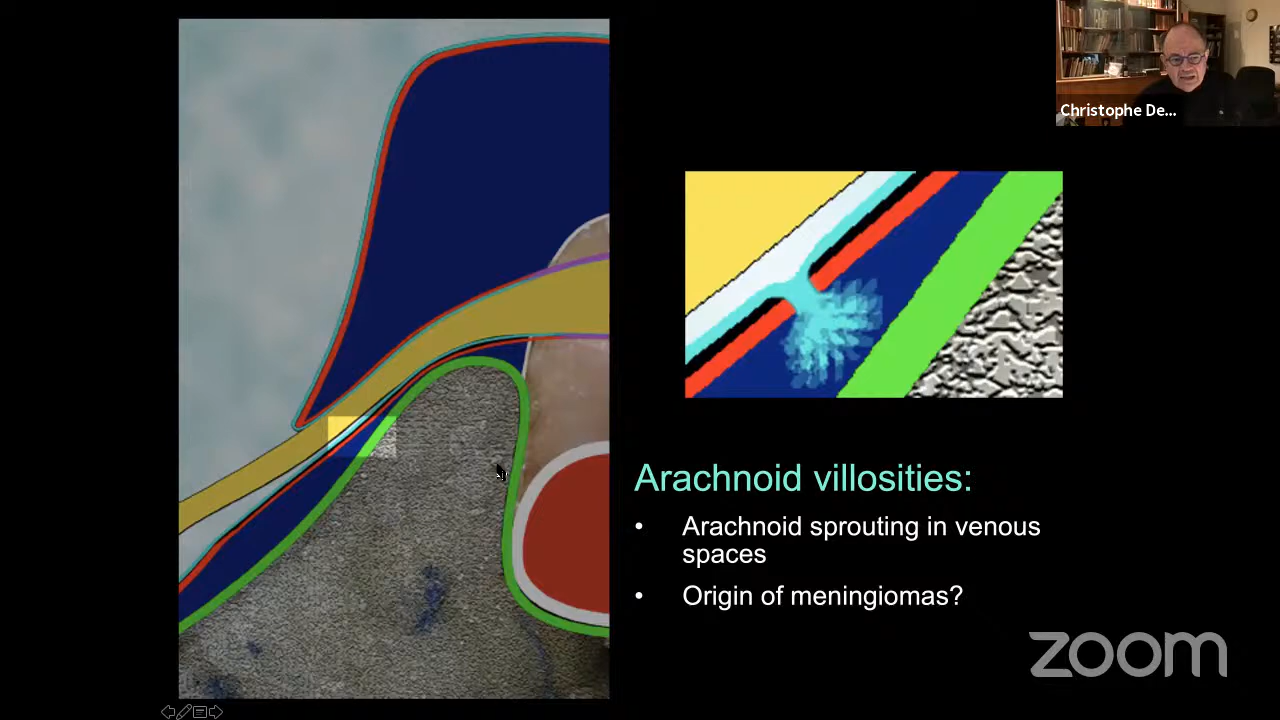 Christophe De...
Arachnoid villosities:
• Arachnoid sprouting in venous
spaces
• Origin of meningiomas?
zoom